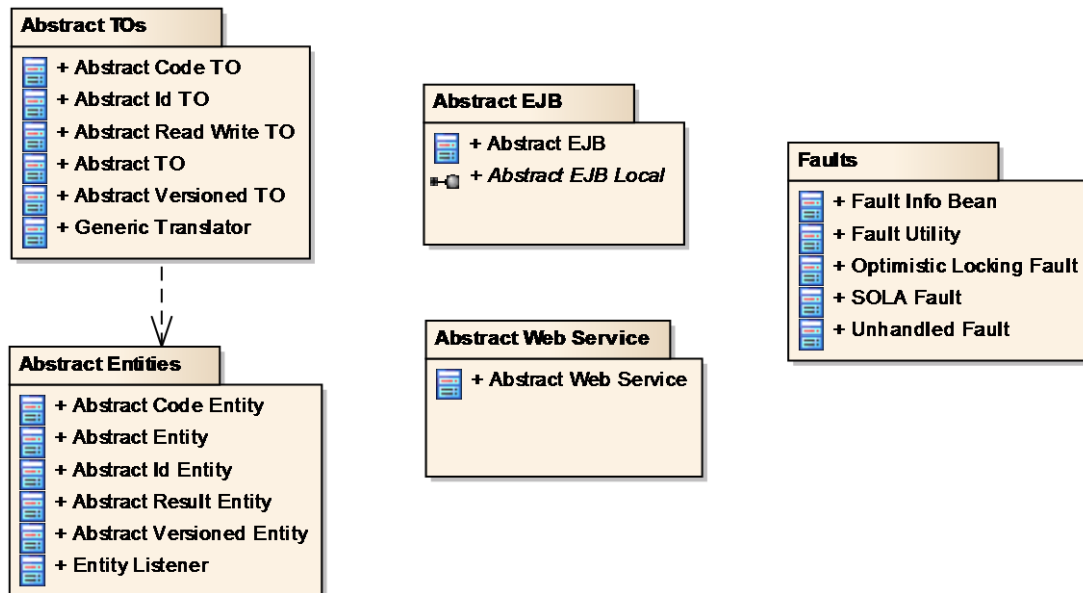 Abstract TOs
+ Abstract Code TO
+ Abstract Id TO
+ Abstract Read Write TO
+ Abstract TO
+ Abstract Versioned TO
+ Generic Translator
Abstract Entities
+ Abstract Code Entity
+ Abstract Entity
+ Abstract Id Entity
+ Abstract Result Entity
+ Abstract Versioned Entity
+ Entity Listener
Abstract EJB
+ Abstract EJB
+ Abstract EJB Local
Abstract Web Service
+ Abstract Web Service
Faults
+ Fault Info Bean
+ Fault Utility
+ Optimistic Locking Fault
+ SOLA Fault
+ Unhandled Fault